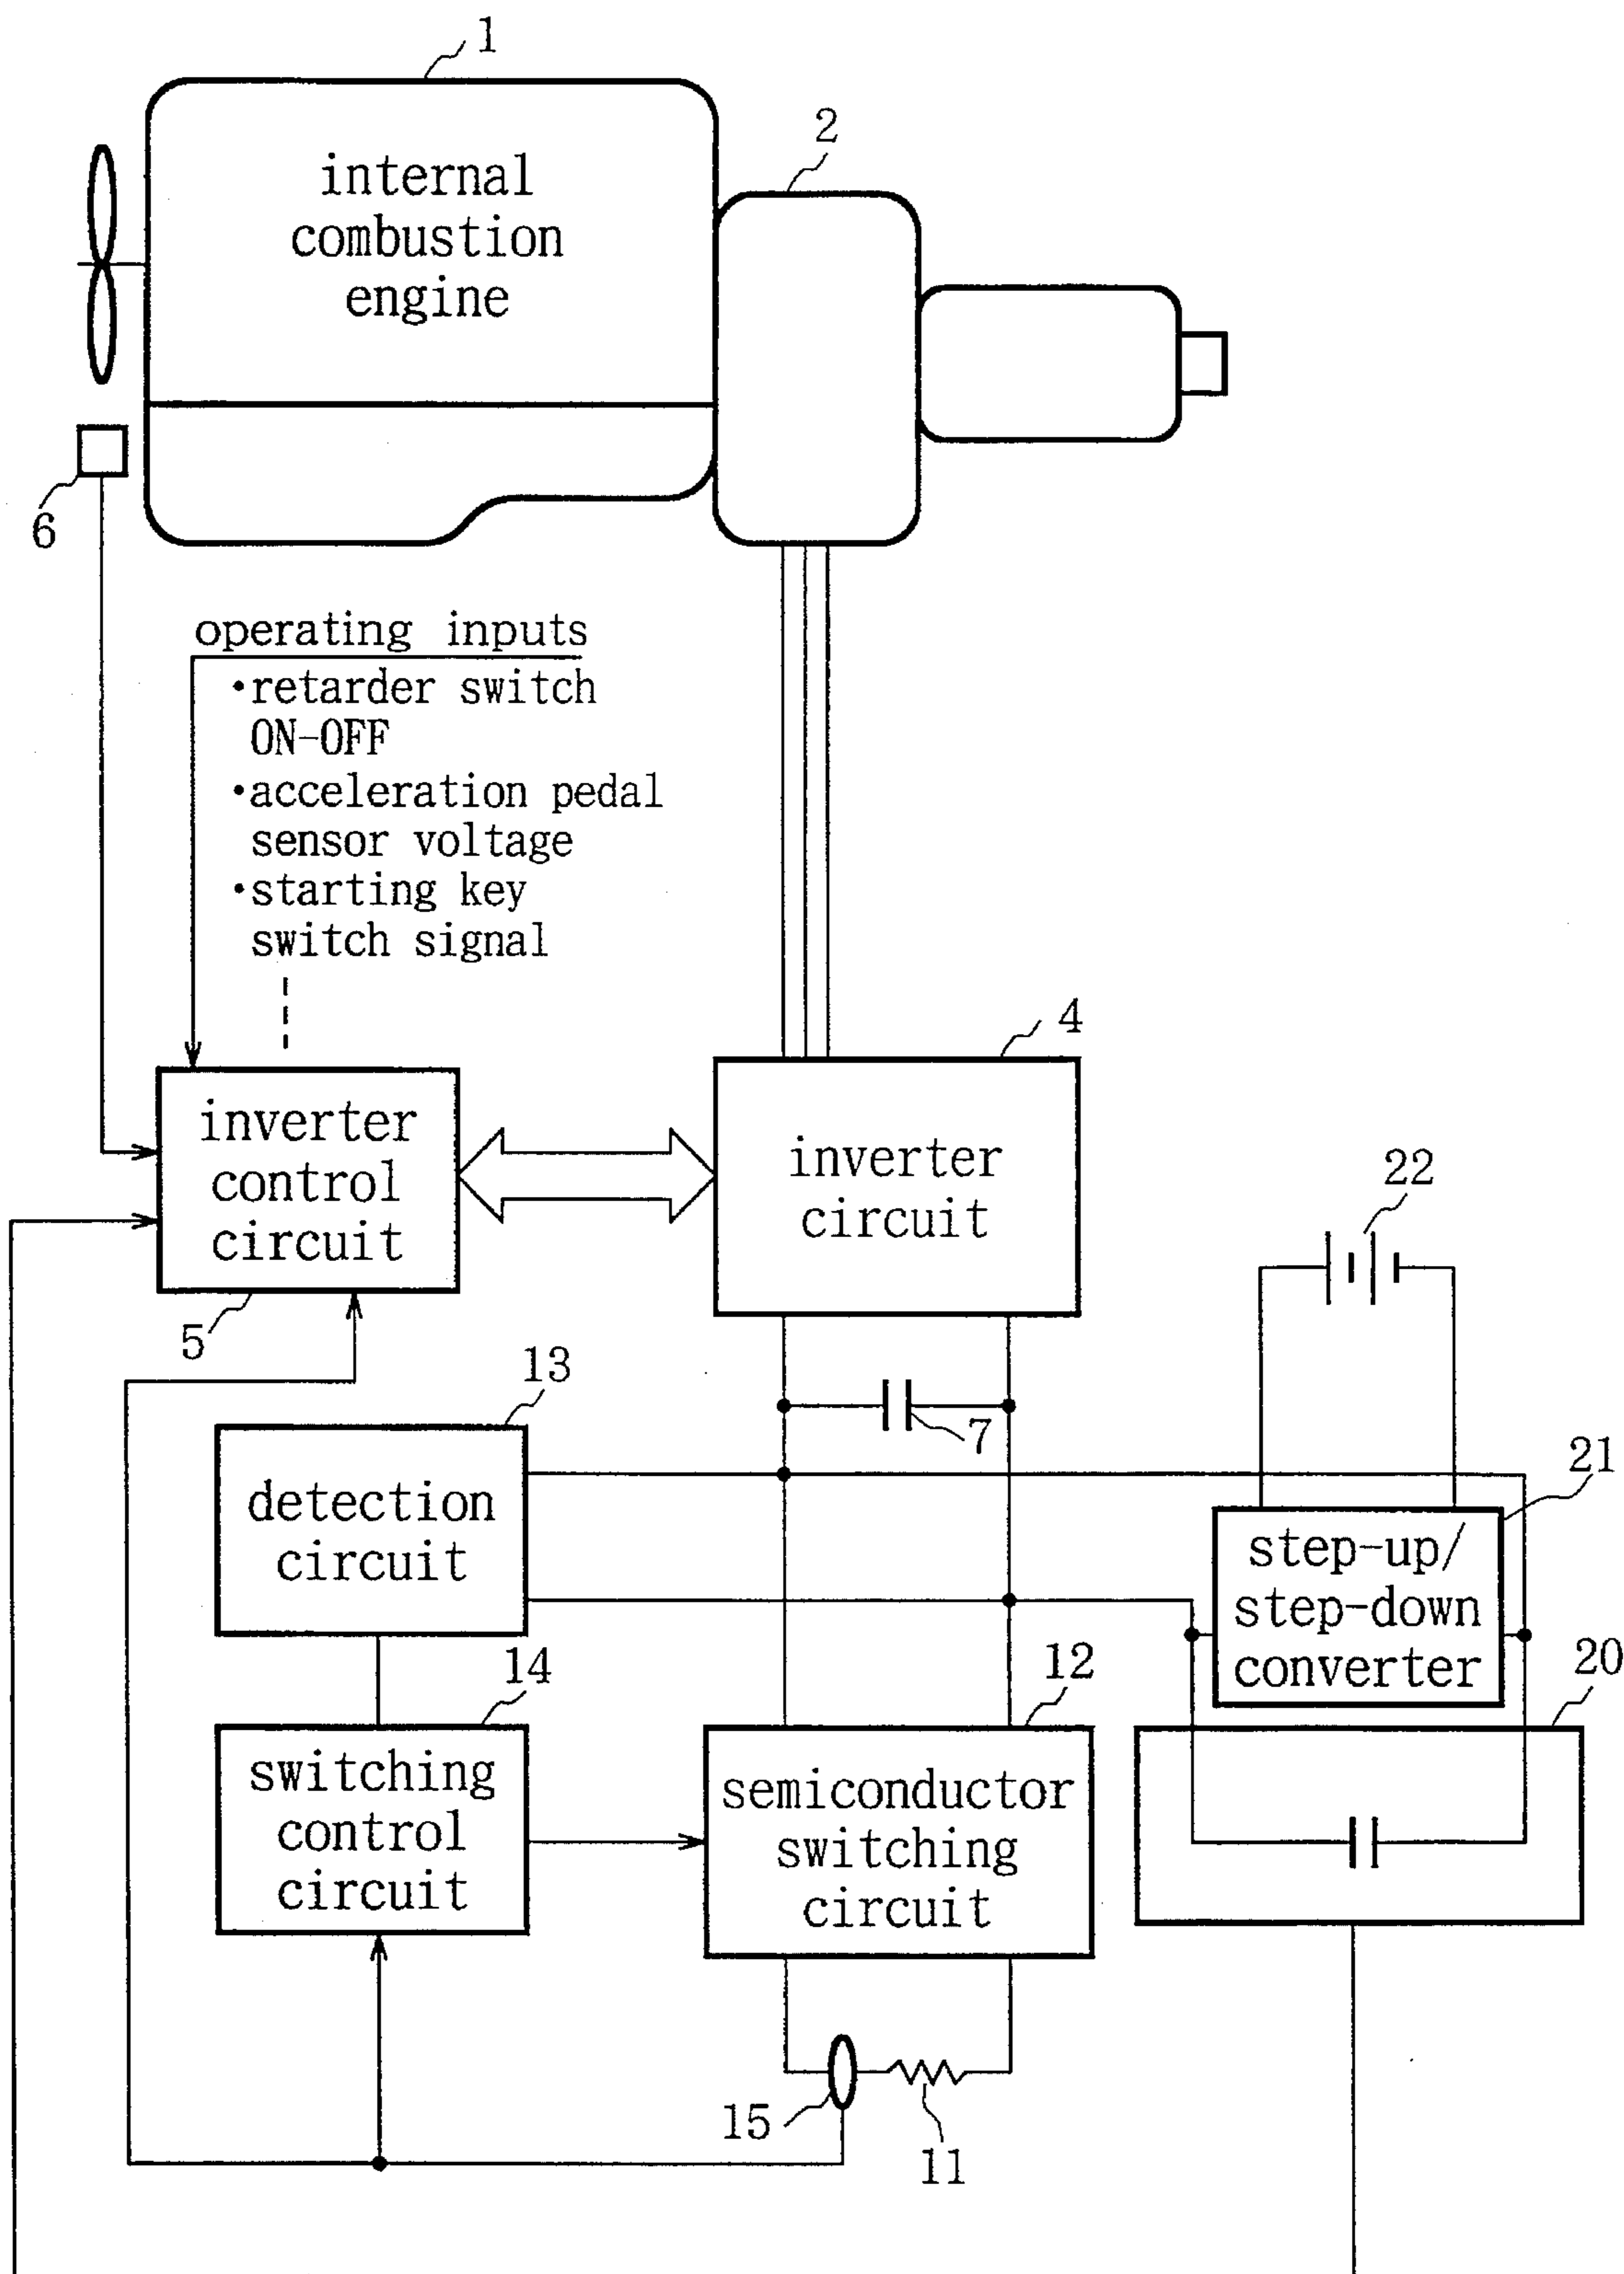 1
2
internal
combustion
engine
6
operating inputs
・retarder switch
ON-OFF
・acceleration pedal
sensor voltage
・starting key
switch signal
4
inverter
control
circuit
inverter
circuit
22
5
13
7
21
detection
circuit
step-up/
step-down
converter
14
12
20
switching
control
circuit
semiconductor
switching
circuit
15
11